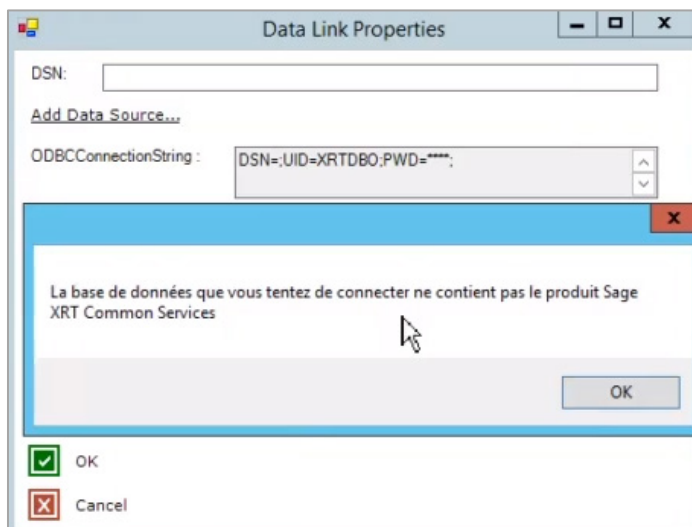 Data Link Properties
DSN:
Add Data Source...
ODBCConnectionString :
DSN=;UID=XRTDBO;PWD=****;
La base de données que vous tentez de connecter ne contient pas le produit Sage
XRT Common Services
OK
OK
Cancel